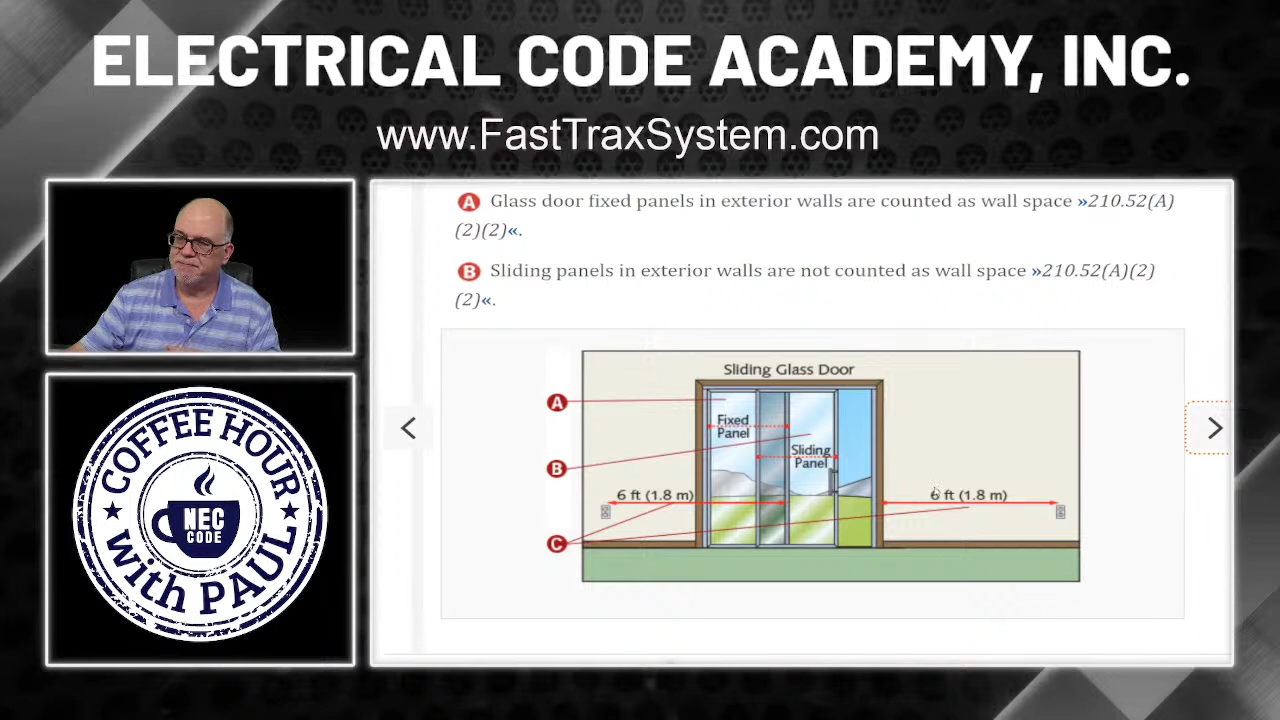 ELECTRICAL CODE ACADEMY, INC.
www.FastTraxSystem.com
A Glass door fixed panels in exterior walls are counted as wall space »210.52(A)
(2)(2)«.
B Sliding panels in exterior walls are not counted as wall space »210.52(A)(2)
(2)«.
Sliding Glass Door
A
Fixed
Panel
B
Sliding
Panel
6 ft (1.8 m)
6 ft (1.8 m)
C
COFFEE HOUR
NEC
CODE
with PAUL